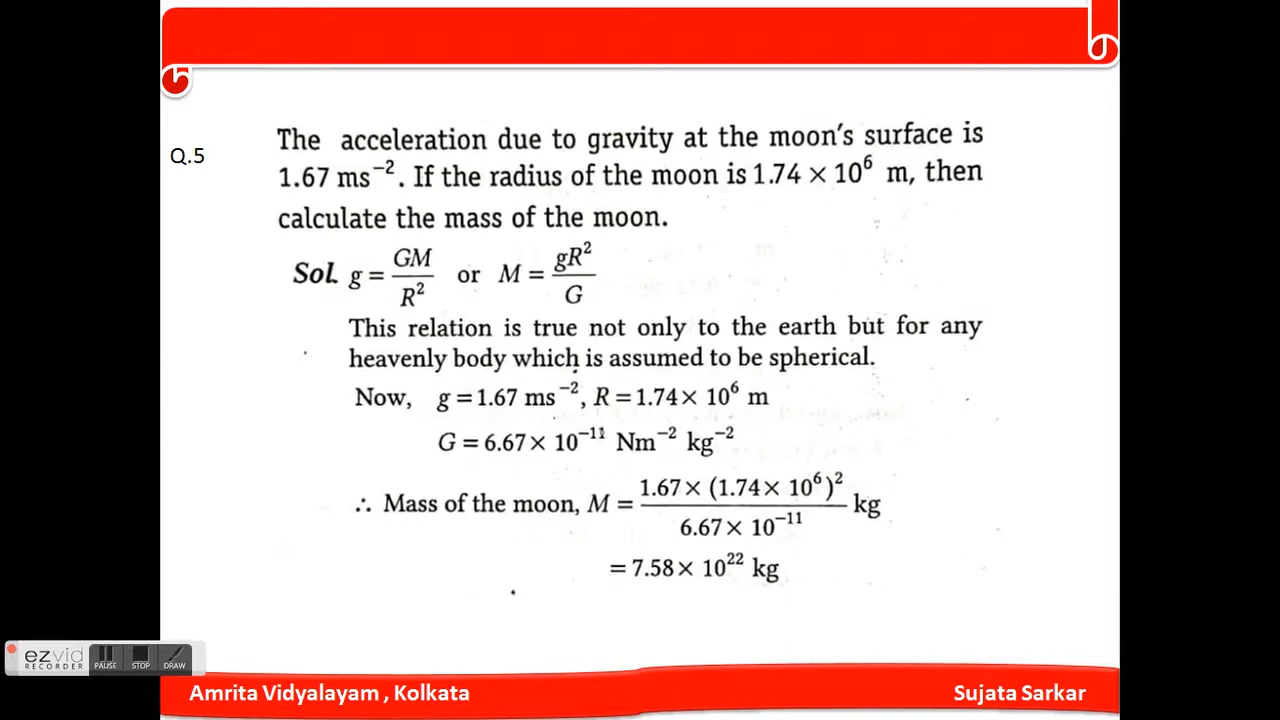 Q.5
The acceleration due to gravity at the moon's surface is
1.67 ms⁻². If the radius of the moon is 1.74 × 10⁶ m, then
calculate the mass of the moon.
Sol. g = GM/R² or M = gR²/G
This relation is true not only to the earth but for any
heavenly body which is assumed to be spherical.
Now, g = 1.67 ms⁻², R = 1.74 × 10⁶ m
G = 6.67 × 10⁻¹¹ Nm⁻² kg⁻²
∴ Mass of the moon, M = 1.67 × (1.74 × 10⁶)²/6.67 × 10⁻¹¹ kg
= 7.58 × 10²² kg
ezvid
RECORDER
PAUSE STOP DRAW
Amrita Vidyalayam , Kolkata
Sujata Sarkar